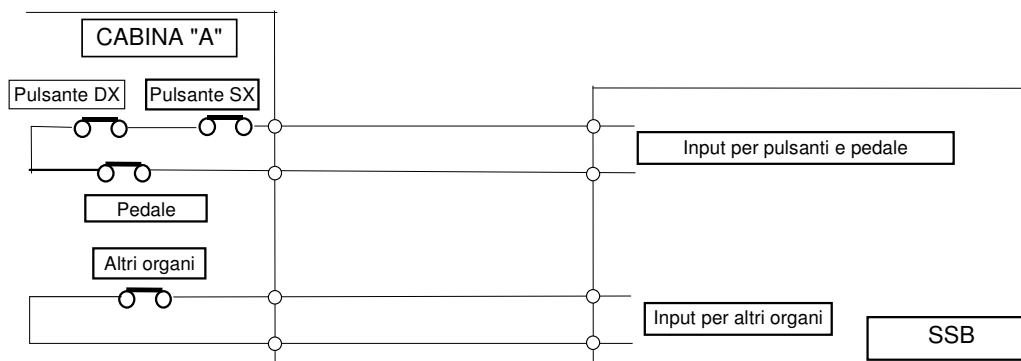 CABINA "A"
Pulsante DX
Pulsante SX
Input per pulsanti e pedale
Pedale
Altri organi
Input per altri organi
SSB